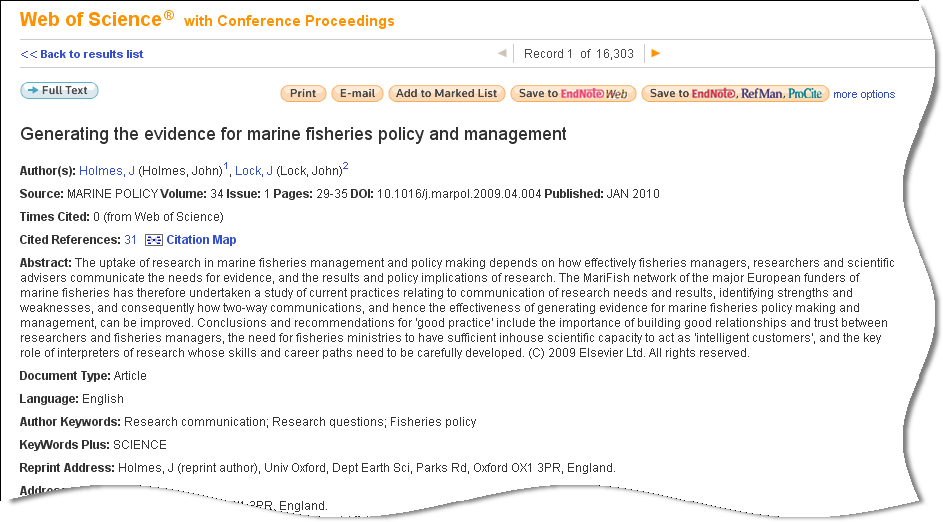 Web of Science® with Conference Proceedings
<< Back to results list Record 1 of 16,303
Full Text Print E-mail Add to Marked List Save to EndNote Web Save to EndNote, RefMan, ProCite more options
Generating the evidence for marine fisheries policy and management
Author(s): Holmes, J (Holmes, John)1, Lock, J (Lock, John)2
Source: MARINE POLICY Volume: 34 Issue: 1 Pages: 29-35 DOI: 10.1016/j.marpol.2009.04.004 Published: JAN 2010
Times Cited: 0 (from Web of Science)
Cited References: 31 Citation Map
Abstract: The uptake of research in marine fisheries management and policy making depends on how effectively fisheries managers, researchers and scientific
advisers communicate the needs for evidence, and the results and policy implications of research. The MariFish network of the major European funders of
marine fisheries has therefore undertaken a study of current practices relating to communication of research needs and results, identifying strengths and
weaknesses, and consequently how two-way communications, and hence the effectiveness of generating evidence for marine fisheries policy making and
management, can be improved. Conclusions and recommendations for 'good practice' include the importance of building good relationships and trust between
researchers and fisheries managers, the need for fisheries ministries to have sufficient inhouse scientific capacity to act as 'intelligent customers', and the key
role of interpreters of research whose skills and career paths need to be carefully developed. (C) 2009 Elsevier Ltd. All rights reserved.
Document Type: Article
Language: English
Author Keywords: Research communication; Research questions; Fisheries policy
KeyWords Plus: SCIENCE
Reprint Address: Holmes, J (reprint author), Univ Oxford, Dept Earth Sci, Parks Rd, Oxford OX1 3PR, England.
3PR, England.